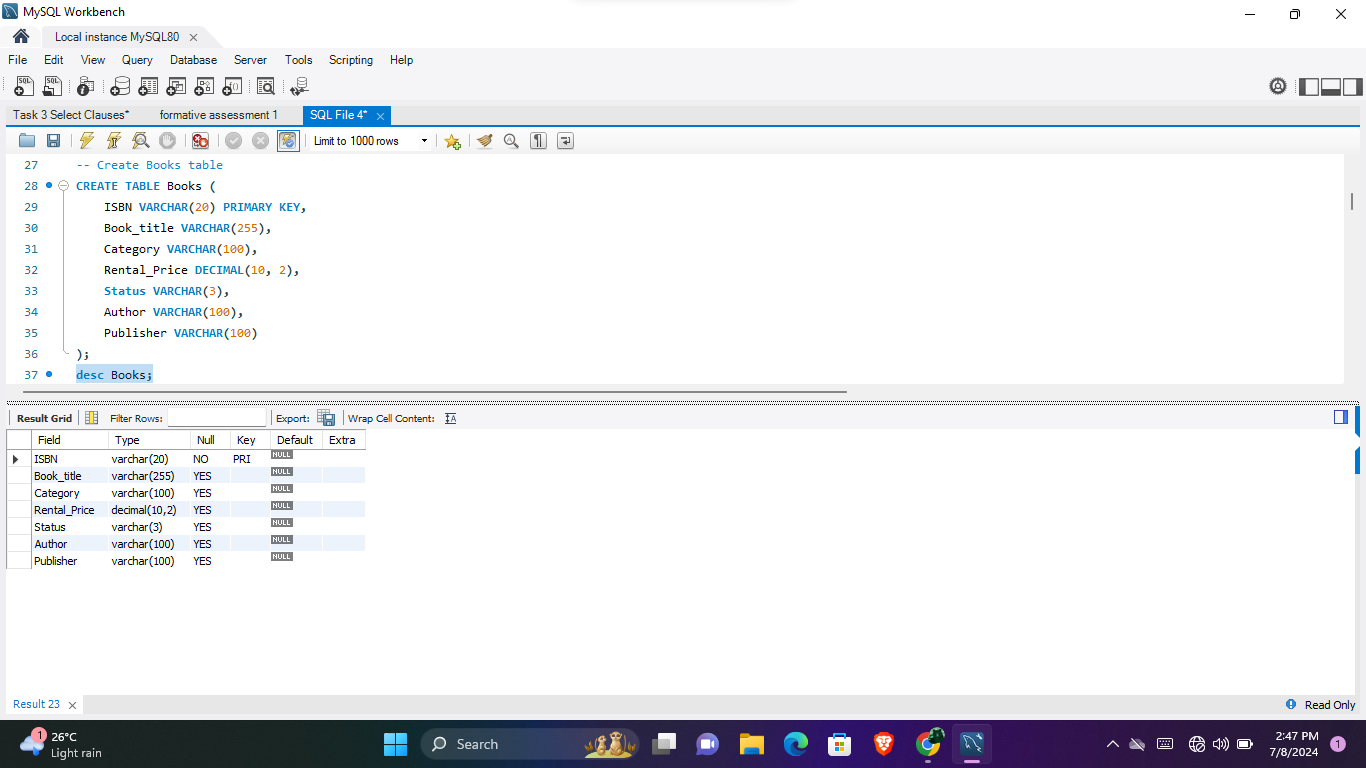 MySQL Workbench
Local instance MySQL80
File Edit View Query Database Server Tools Scripting Help
Task 3 Select Clauses* formative assessment 1 SQL File 4*
Limit to 1000 rows
27 -- Create Books table
28 CREATE TABLE Books (
29 ISBN VARCHAR(20) PRIMARY KEY,
30 Book_title VARCHAR(255),
31 Category VARCHAR(100),
32 Rental_Price DECIMAL(10, 2),
33 Status VARCHAR(3),
34 Author VARCHAR(100),
35 Publisher VARCHAR(100)
36 );
37 desc Books;
Result Grid Filter Rows: Export: Wrap Cell Content:
Field Type Null Key Default Extra
ISBN varchar(20) NO PRI NULL
Book_title varchar(255) YES NULL
Category varchar(100) YES NULL
Rental_Price decimal(10,2) YES NULL
Status varchar(3) YES NULL
Author varchar(100) YES NULL
Publisher varchar(100) YES NULL
Result 23 Read Only
1 26°C
Light rain
Search
2:47 PM
7/8/2024
1